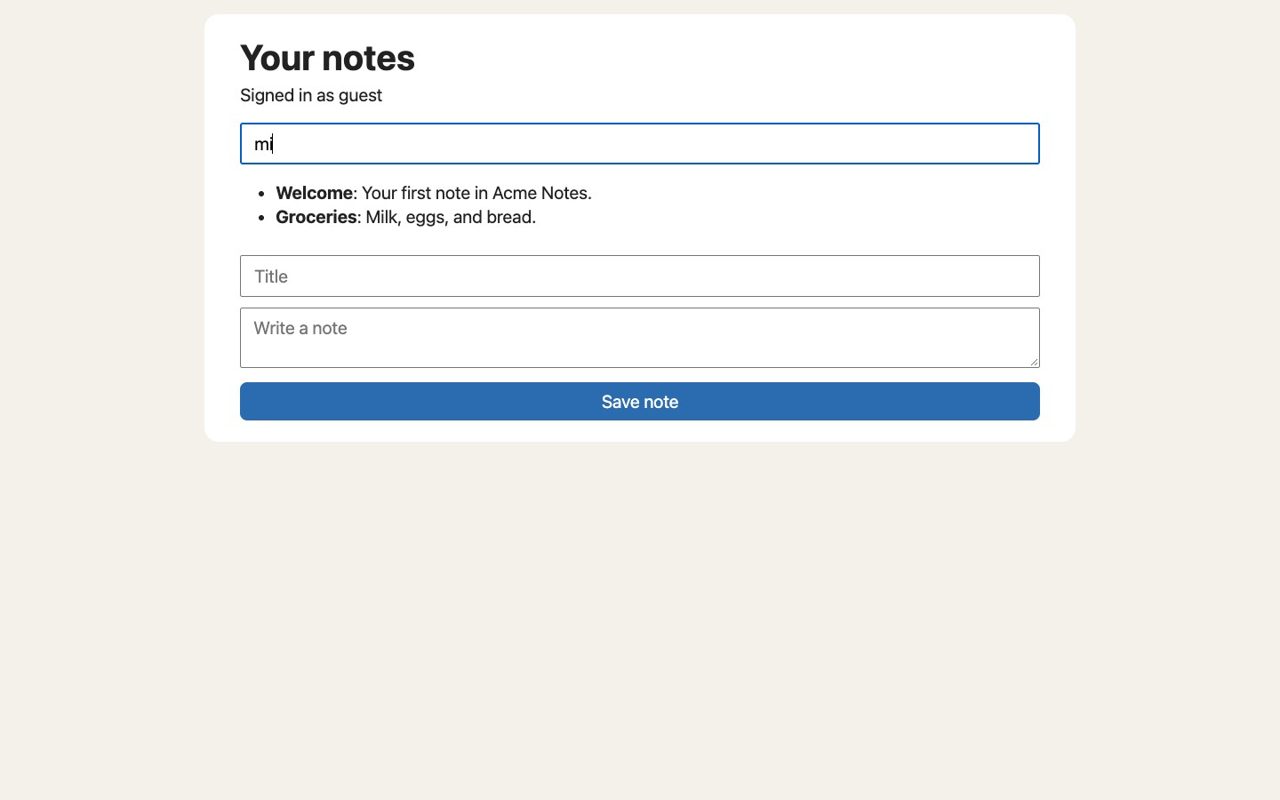 Your notes
Signed in as guest
mi
• Welcome: Your first note in Acme Notes.
• Groceries: Milk, eggs, and bread.
Title
Write a note
Save note